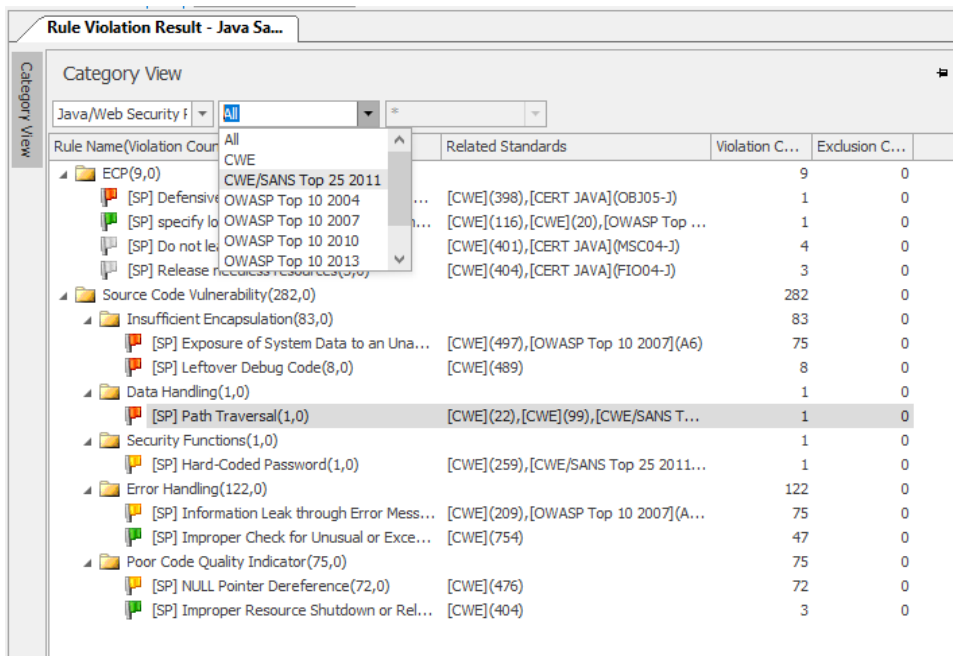 Rule Violation Result - Java Sa...
Category View
Category View
Java/Web Security All *
Rule Name(Violation Coun Related Standards Violation C... Exclusion C...
All
CWE
CWE/SANS Top 25 2011
OWASP Top 10 2004
OWASP Top 10 2007
OWASP Top 10 2010
OWASP Top 10 2013
ECP(9,0) 9 0
[SP] Defensive ... [CWE](398),[CERT JAVA](OBJ05-J) 1 0
[SP] specify lo n... [CWE](116),[CWE](20),[OWASP Top ... 1 0
[SP] Do not lea [CWE](401),[CERT JAVA](MSC04-J) 4 0
[SP] Release needless resources(3,0) [CWE](404),[CERT JAVA](FIO04-J) 3 0
Source Code Vulnerability(282,0) 282 0
Insufficient Encapsulation(83,0) 83 0
[SP] Exposure of System Data to an Una... [CWE](497),[OWASP Top 10 2007](A6) 75 0
[SP] Leftover Debug Code(8,0) [CWE](489) 8 0
Data Handling(1,0) 1 0
[SP] Path Traversal(1,0) [CWE](22),[CWE](99),[CWE/SANS T... 1 0
Security Functions(1,0) 1 0
[SP] Hard-Coded Password(1,0) [CWE](259),[CWE/SANS Top 25 2011... 1 0
Error Handling(122,0) 122 0
[SP] Information Leak through Error Mess... [CWE](209),[OWASP Top 10 2007](A... 75 0
[SP] Improper Check for Unusual or Exce... [CWE](754) 47 0
Poor Code Quality Indicator(75,0) 75 0
[SP] NULL Pointer Dereference(72,0) [CWE](476) 72 0
[SP] Improper Resource Shutdown or Rel... [CWE](404) 3 0